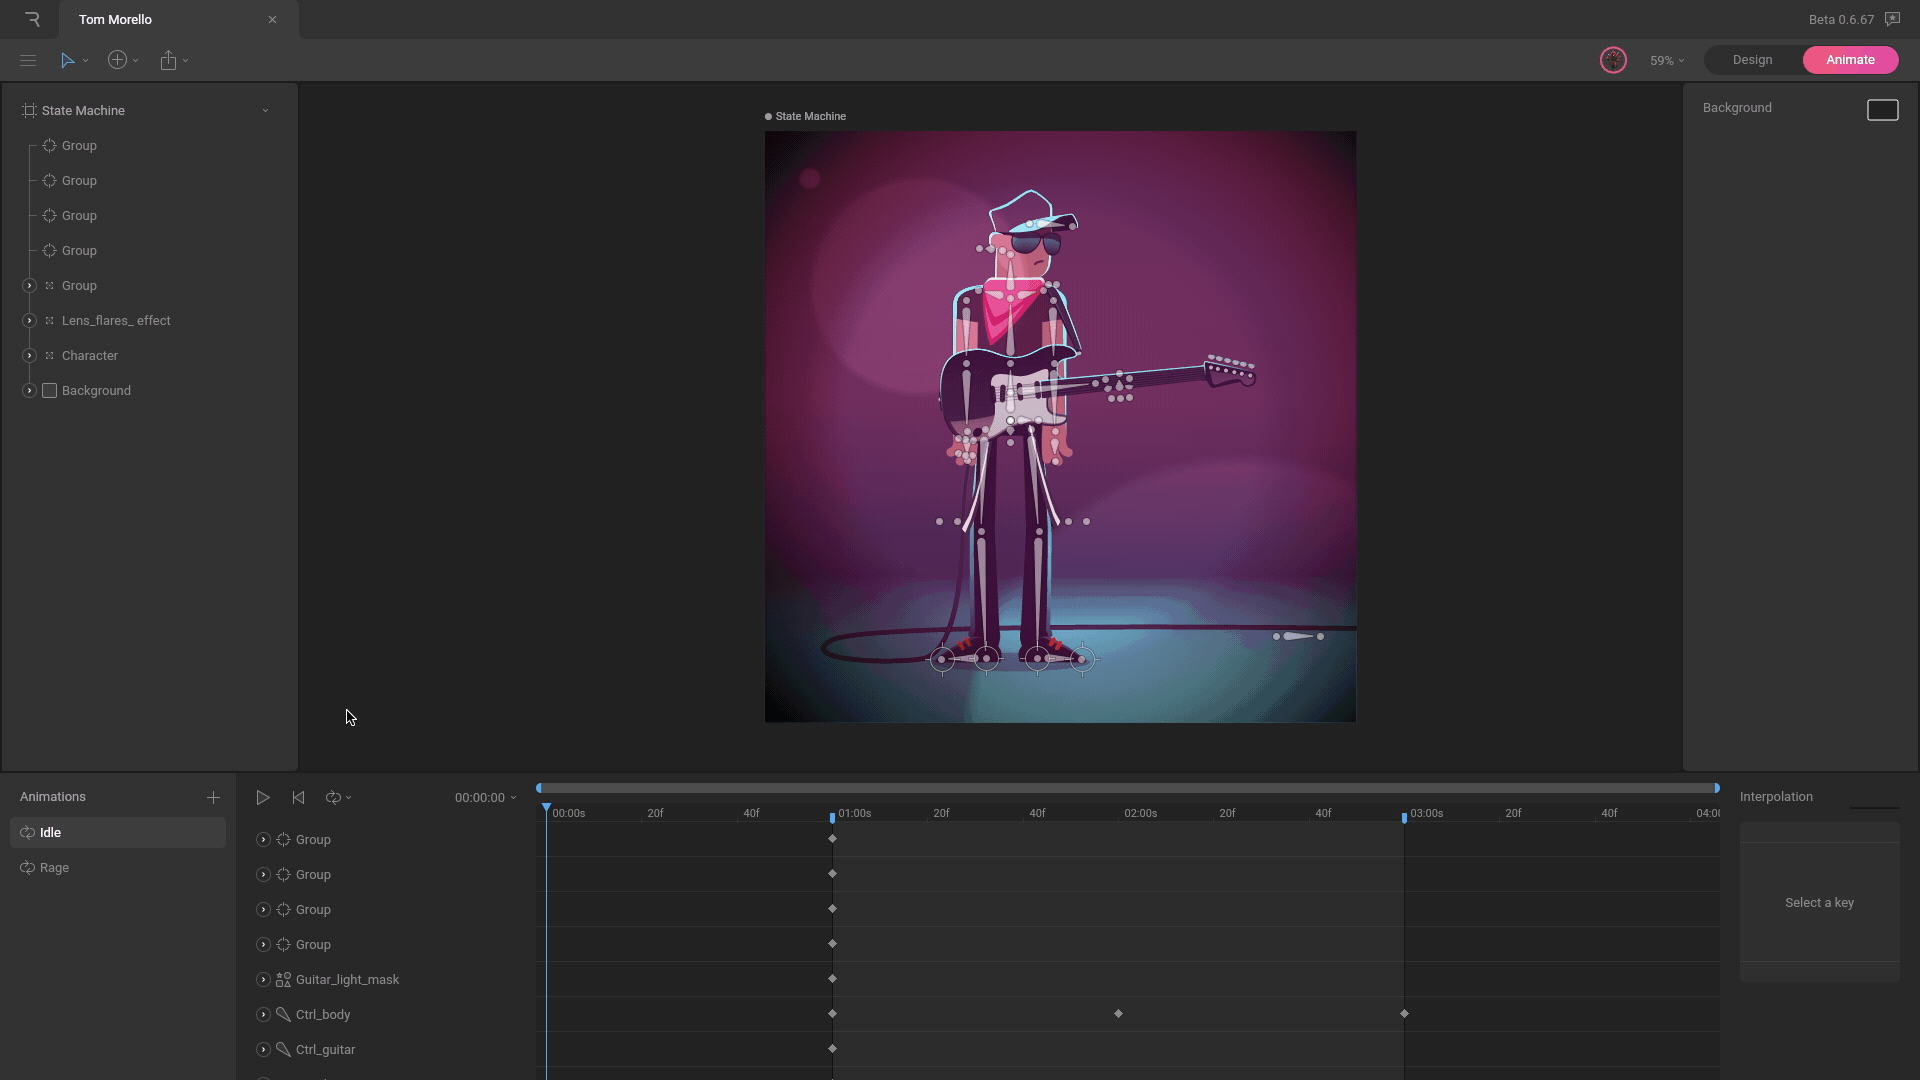 Tom Morello
Beta 0.6.67
59%
Design
Animate
State Machine
Group
Group
Group
Group
Group
Lens_flares_ effect
Character
Background
State Machine
Background
Animations
Idle
Rage
00:00:00
00:00s 20f 40f 01:00s 20f 40f 02:00s 20f 40f 03:00s 20f 40f 04:00
Group
Group
Group
Group
Guitar_light_mask
Ctrl_body
Ctrl_guitar
Interpolation
Select a key